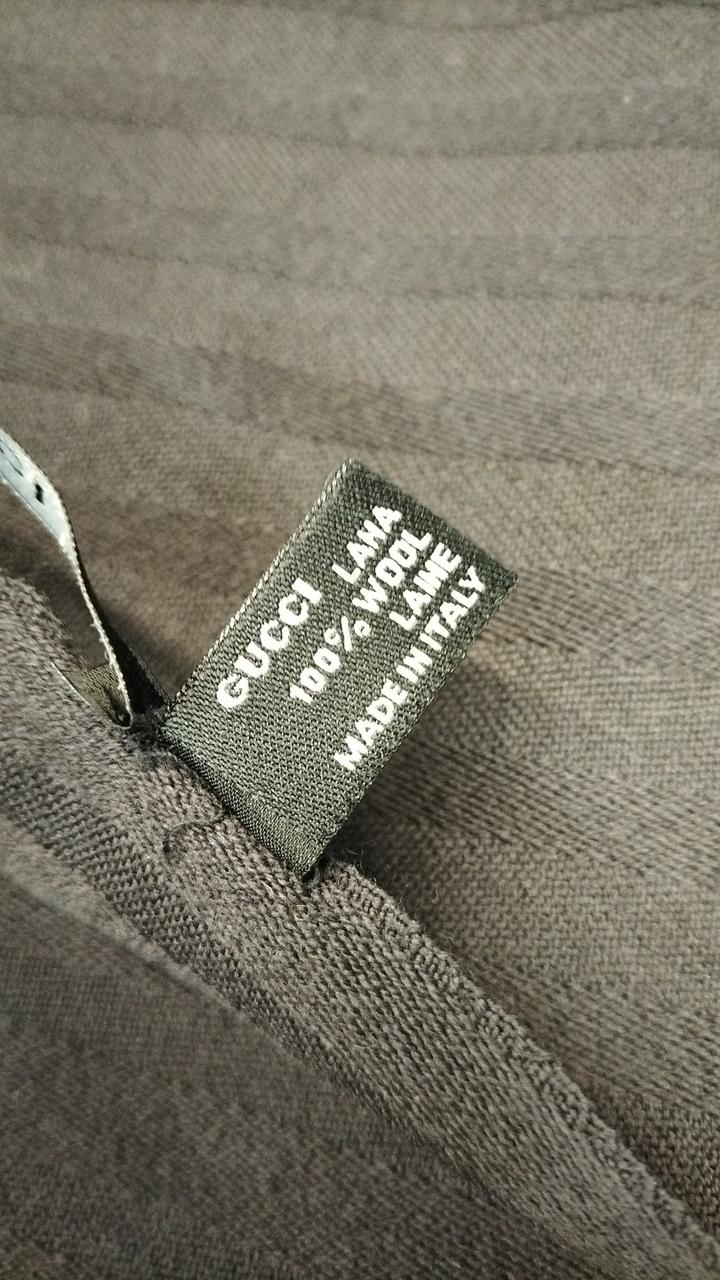 GUCCI
LANA
100% WOOL
LAINE
MADE IN ITALY